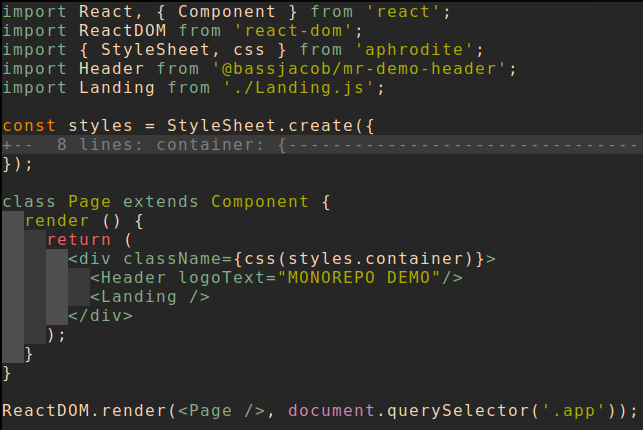 import React, { Component } from 'react';
import ReactDOM from 'react-dom';
import { StyleSheet, css } from 'aphrodite';
import Header from '@bassjacob/mr-demo-header';
import Landing from './Landing.js';

const styles = StyleSheet.create({
+--  8 lines: container: {--------------------------------
});

class Page extends Component {
  render () {
    return (
      <div className={css(styles.container)}>
        <Header logoText="MONOREPO DEMO"/>
        <Landing />
      </div>
    );
  }
}

ReactDOM.render(<Page />, document.querySelector('.app'));